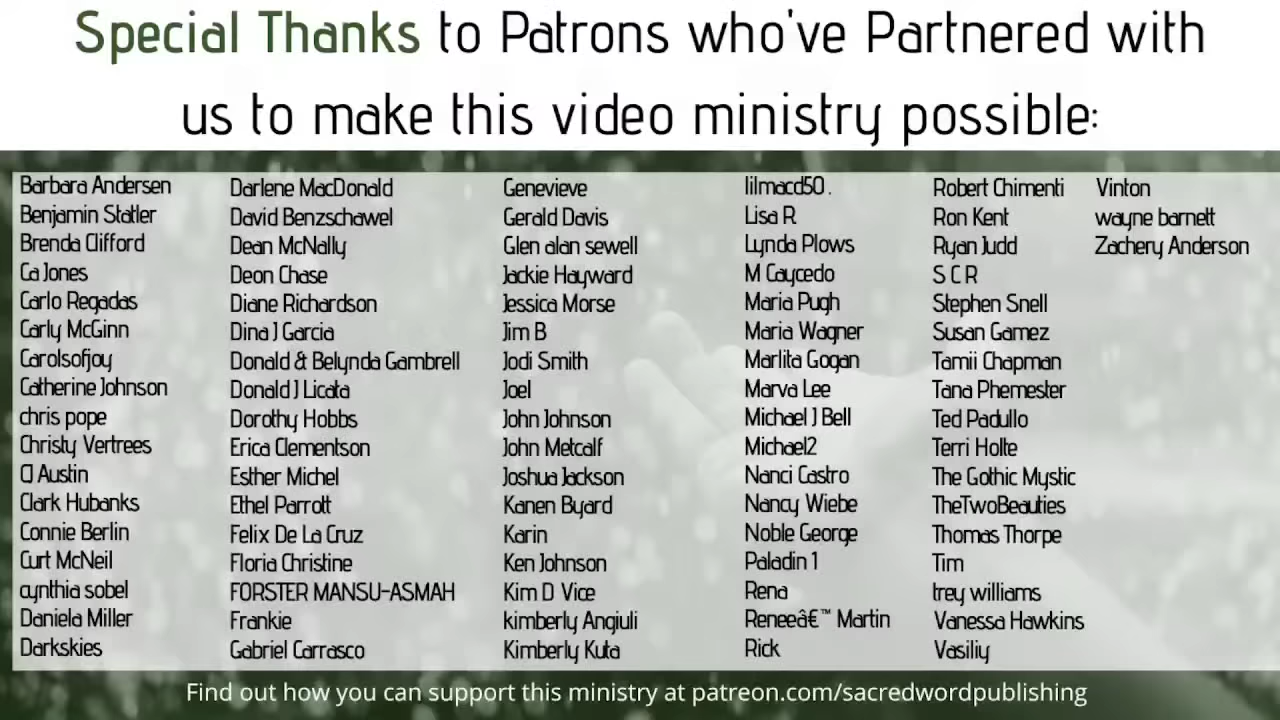 Special Thanks to Patrons who've Partnered with
us to make this video ministry possible:
Barbara Andersen
Benjamin Statler
Brenda Clifford
Ca Jones
Carlo Regadas
Carly McGinn
Carolsofjoy
Catherine Johnson
chris pope
Christy Vertrees
CJ Austin
Clark Hubanks
Connie Berlin
Curt McNeil
cynthia sobel
Daniela Miller
Darkskies
Darlene MacDonald
David Benzschawel
Dean McNally
Deon Chase
Diane Richardson
Dina J Garcia
Donald & Belynda Gambrell
Donald J Licata
Dorothy Hobbs
Erica Clementson
Esther Michel
Ethel Parrott
Felix De La Cruz
Floria Christine
FORSTER MANSU-ASMAH
Frankie
Gabriel Carrasco
Genevieve
Gerald Davis
Glen alan sewell
Jackie Hayward
Jessica Morse
Jim B
Jodi Smith
Joel
John Johnson
John Metcalf
Joshua Jackson
Kanen Byard
Karin
Ken Johnson
Kim D Vice
kimberly Angiuli
Kimberly Kuta
lilmacd50 .
Lisa R
Lynda Plows
M Caycedo
Maria Pugh
Maria Wagner
Marlita Gogan
Marva Lee
Michael J Bell
Michael2
Nanci Castro
Nancy Wiebe
Noble George
Paladin 1
Rena
Reneeâ€™ Martin
Rick
Robert Chimenti
Ron Kent
Ryan Judd
S C R
Stephen Snell
Susan Gamez
Tamii Chapman
Tana Phemester
Ted Padullo
Terri Holte
The Gothic Mystic
TheTwoBeauties
Thomas Thorpe
Tim
trey williams
Vanessa Hawkins
Vasiliy
Vinton
wayne barnett
Zachery Anderson
Find out how you can support this ministry at patreon.com/sacredwordpublishing